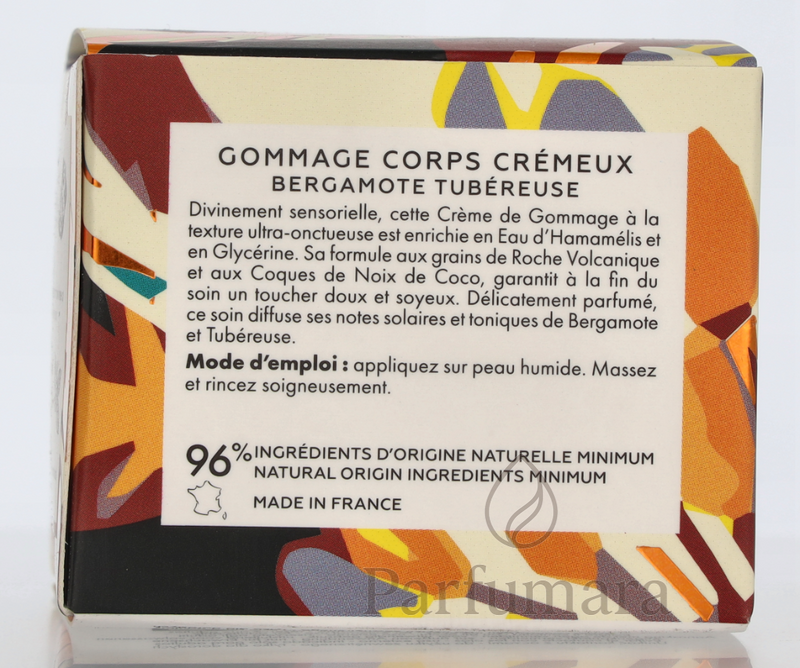 GOMMAGE CORPS CRÉMEUX
BERGAMOTE TUBÉREUSE
Divinement sensorielle, cette Crème de Gommage à la
texture ultra-onctueuse est enrichie en Eau d'Hamamélis et
en Glycérine. Sa formule aux grains de Roche Volcanique
et aux Coques de Noix de Coco, garantit à la fin du
soin un toucher doux et soyeux. Délicatement parfumé,
ce soin diffuse ses notes solaires et toniques de Bergamote
et Tubéreuse.
Mode d'emploi : appliquez sur peau humide. Massez
et rincez soigneusement.
96% INGRÉDIENTS D'ORIGINE NATURELLE MINIMUM
NATURAL ORIGIN INGREDIENTS MINIMUM
MADE IN FRANCE
Parfumara